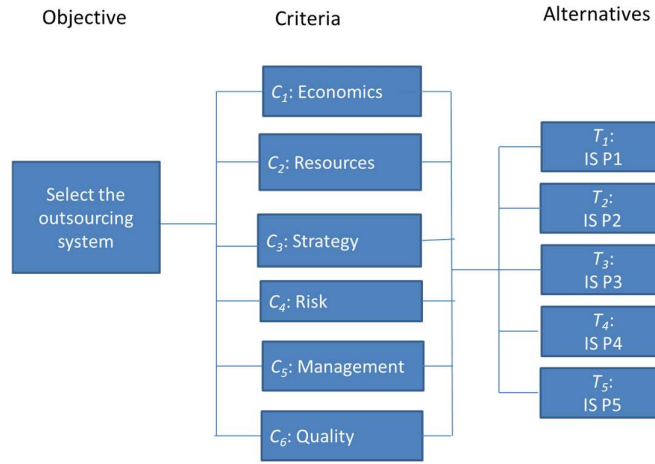 Objective
Criteria
Alternatives
Select the
outsourcing
system
C₁: Economics
C₂: Resources
C₃: Strategy
C₄: Risk
C₅: Management
C₆: Quality
T₁:
IS P1
T₂:
IS P2
T₃:
IS P3
T₄:
IS P4
T₅:
IS P5